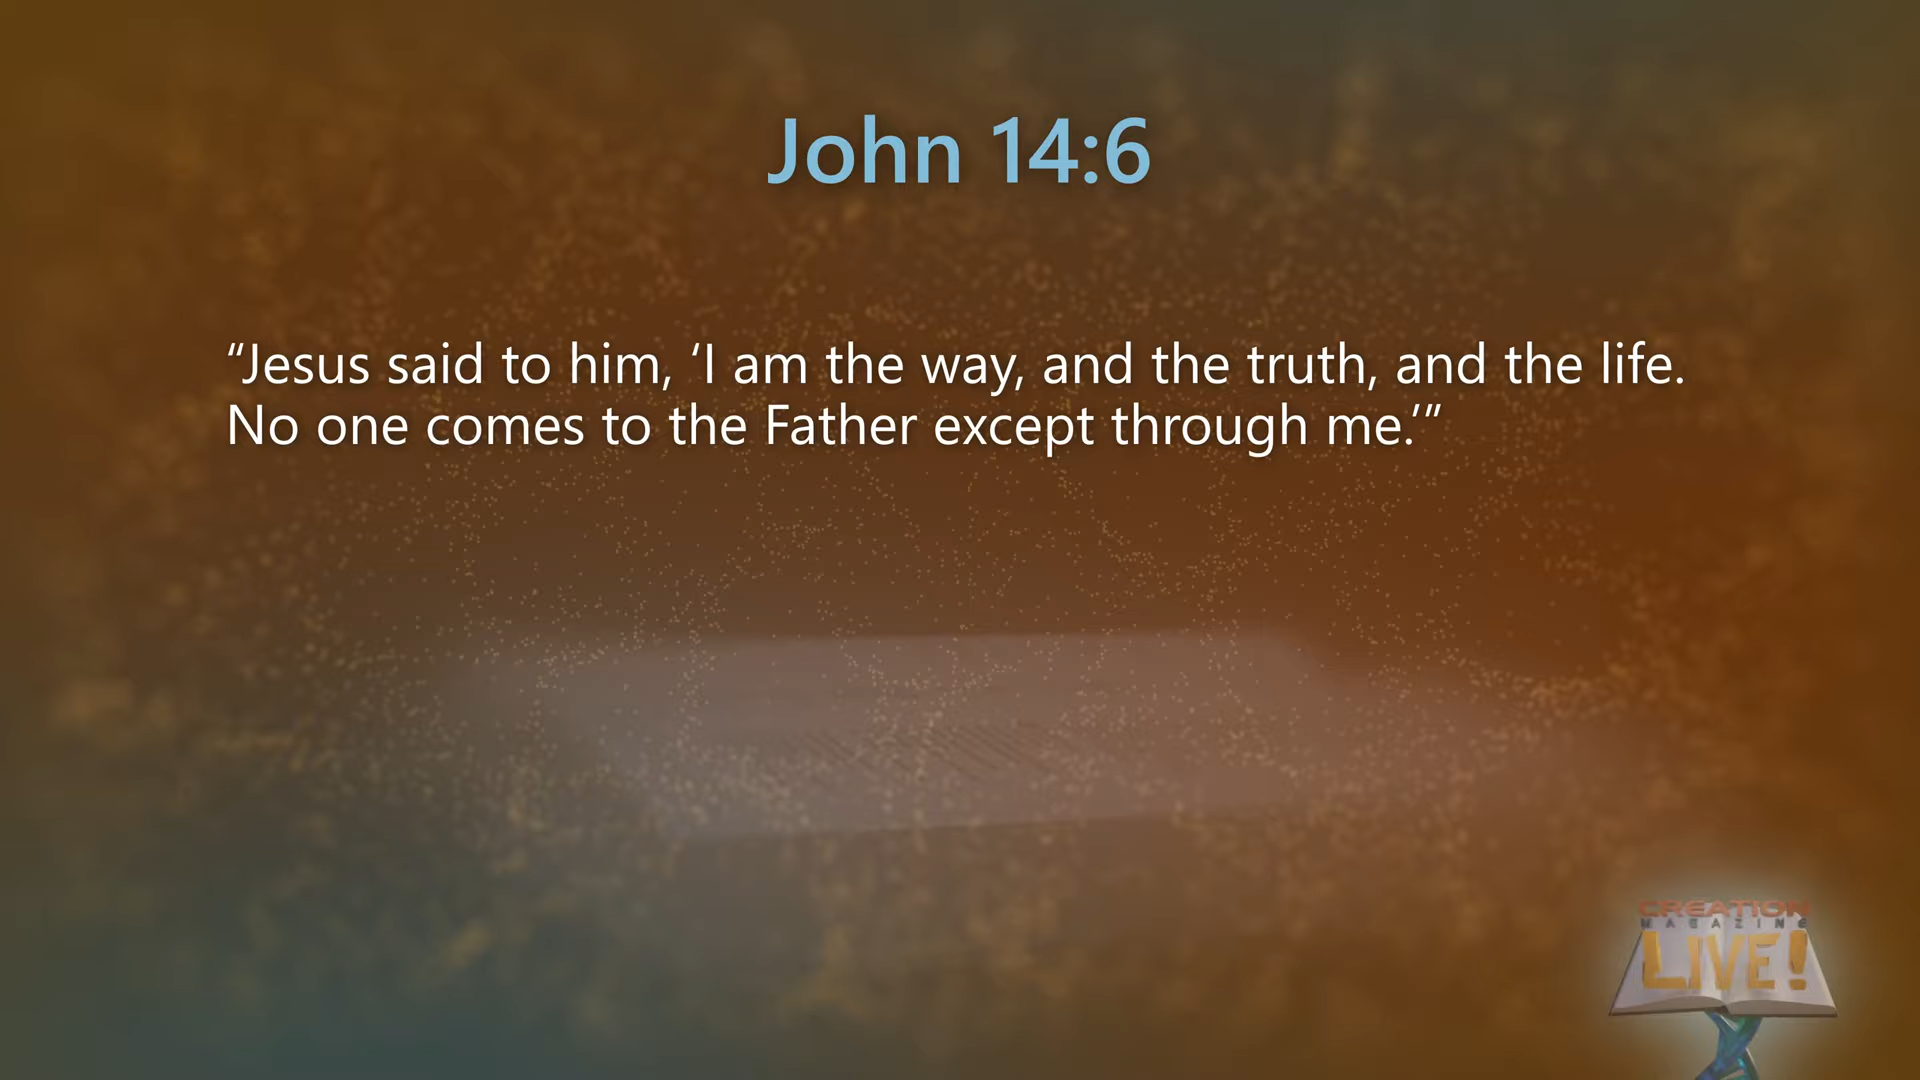 John 14:6
“Jesus said to him, ‘I am the way, and the truth, and the life.
No one comes to the Father except through me.’”
CREATION
MAGAZINE
LIVE!